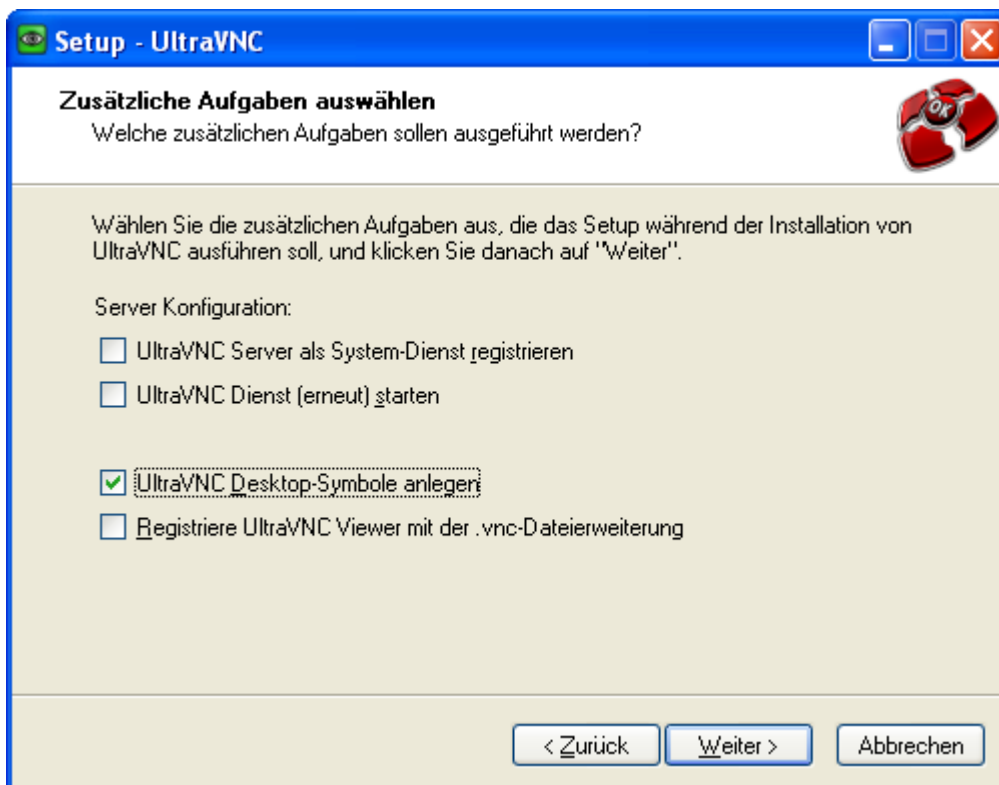 Setup - UltraVNC
Zusätzliche Aufgaben auswählen
Welche zusätzlichen Aufgaben sollen ausgeführt werden?
OK
Wählen Sie die zusätzlichen Aufgaben aus, die das Setup während der Installation von
UltraVNC ausführen soll, und klicken Sie danach auf "Weiter".
Server Konfiguration:
UltraVNC Server als System-Dienst registrieren
UltraVNC Dienst (erneut) starten
UltraVNC Desktop-Symbole anlegen
Registriere UltraVNC Viewer mit der .vnc-Dateierweiterung
< Zurück
Weiter >
Abbrechen